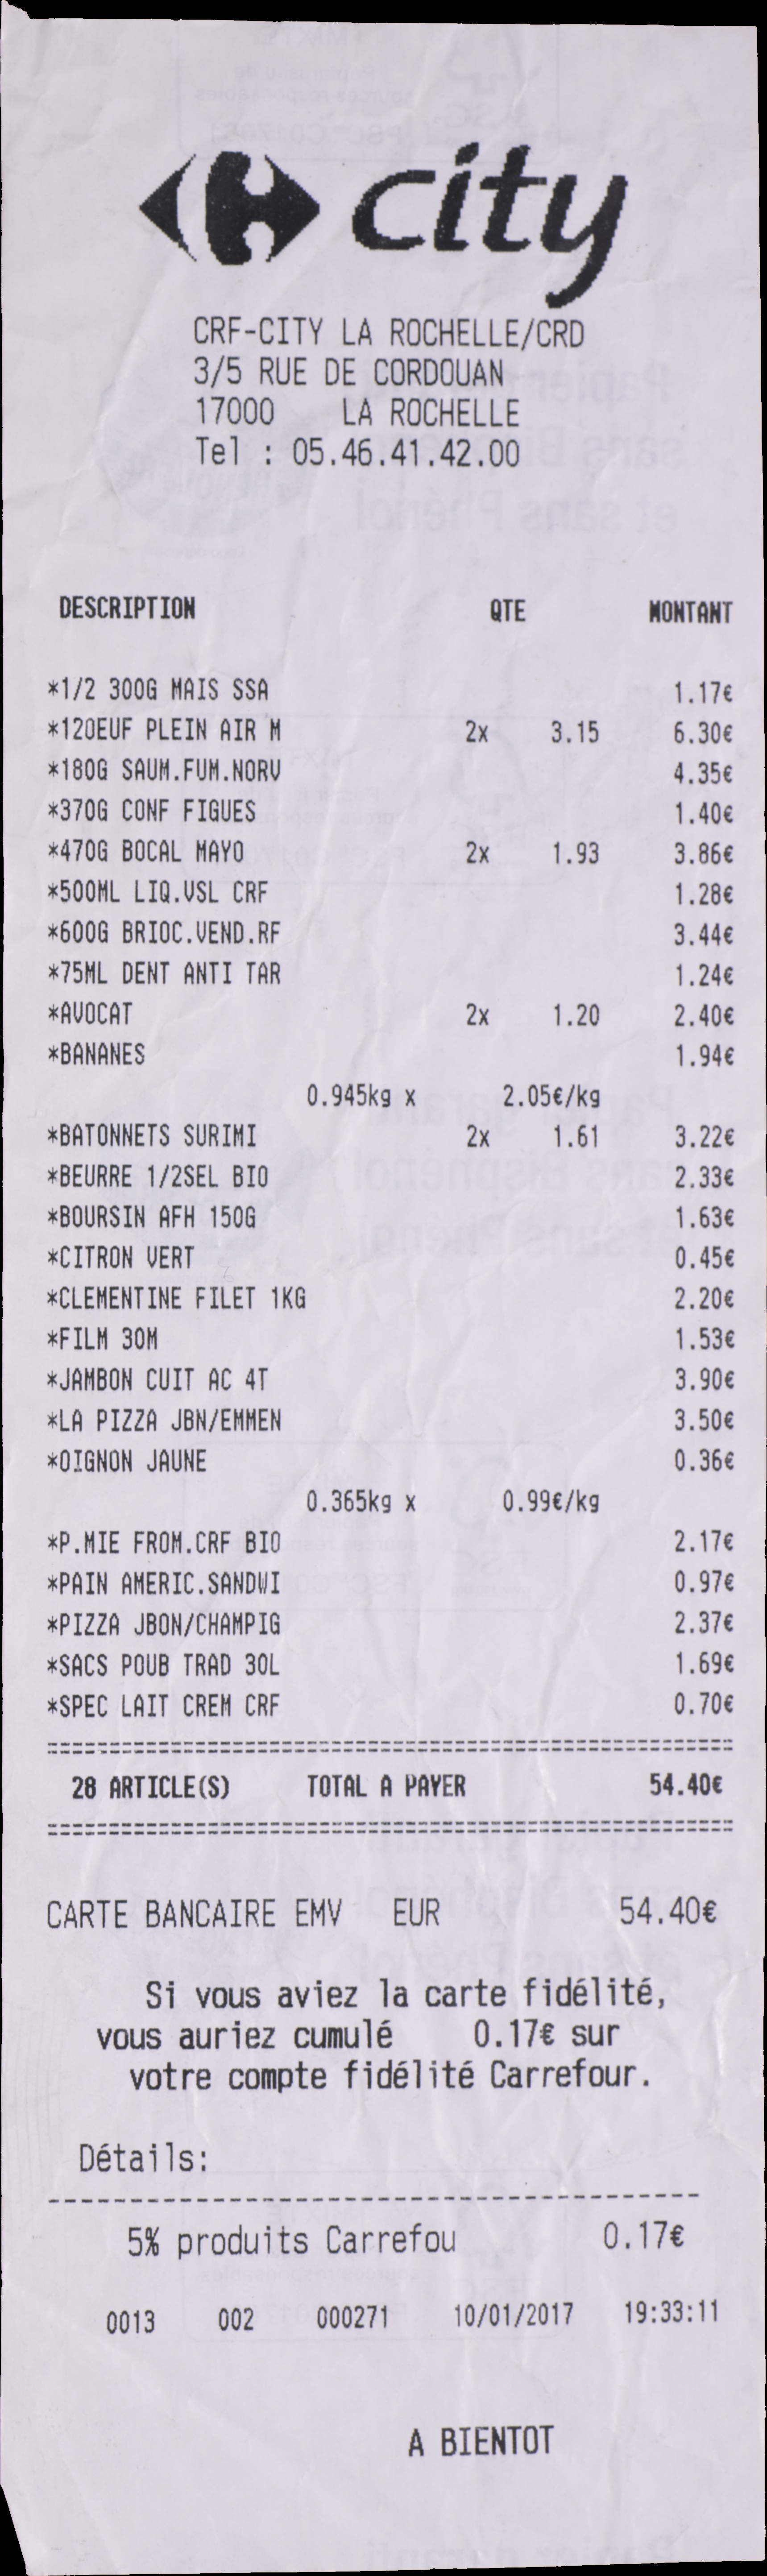 city
CRF-CITY LA ROCHELLE/CRD
3/5 RUE DE CORDOUAN
17000 LA ROCHELLE
Tel : 05.46.41.42.00
DESCRIPTION QTE MONTANT
*1/2 300G MAIS SSA 1.17€
*12OEUF PLEIN AIR M 2x 3.15 6.30€
*180G SAUM.FUM.NORV 4.35€
*370G CONF FIGUES 1.40€
*470G BOCAL MAYO 2x 1.93 3.86€
*500ML LIQ.VSL CRF 1.28€
*600G BRIOC.VEND.RF 3.44€
*75ML DENT ANTI TAR 1.24€
*AVOCAT 2x 1.20 2.40€
*BANANES 1.94€
0.945kg x 2.05€/kg
*BATONNETS SURIMI 2x 1.61 3.22€
*BEURRE 1/2SEL BIO 2.33€
*BOURSIN AFH 150G 1.63€
*CITRON VERT 0.45€
*CLEMENTINE FILET 1KG 2.20€
*FILM 30M 1.53€
*JAMBON CUIT AC 4T 3.90€
*LA PIZZA JBN/EMMEN 3.50€
*OIGNON JAUNE 0.36€
0.365kg x 0.99€/kg
*P.MIE FROM.CRF BIO 2.17€
*PAIN AMERIC.SANDWI 0.97€
*PIZZA JBON/CHAMPIG 2.37€
*SACS POUB TRAD 30L 1.69€
*SPEC LAIT CREM CRF 0.70€
28 ARTICLE(S) TOTAL A PAYER 54.40€
CARTE BANCAIRE EMV EUR 54.40€
Si vous aviez la carte fidélité,
vous auriez cumulé 0.17€ sur
votre compte fidélité Carrefour.
Détails:
5% produits Carrefou 0.17€
0013 002 000271 10/01/2017 19:33:11
A BIENTOT